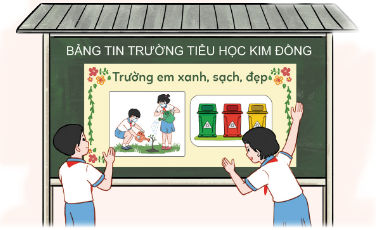 BẢNG TIN TRƯỜNG TIỂU HỌC KIM ĐỒNG
Trường em xanh, sạch, đẹp